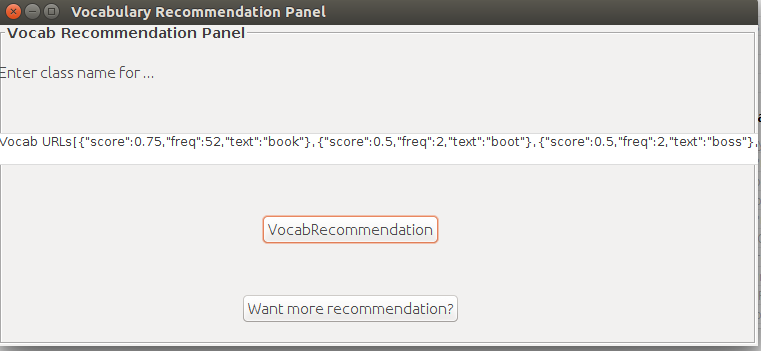 Vocabulary Recommendation Panel
Vocab Recommendation Panel
Enter class name for ...
Vocab URLs[{"score":0.75,"freq":52,"text":"book"},{"score":0.5,"freq":2,"text":"boot"},{"score":0.5,"freq":2,"text":"boss"},
VocabRecommendation
Want more recommendation?